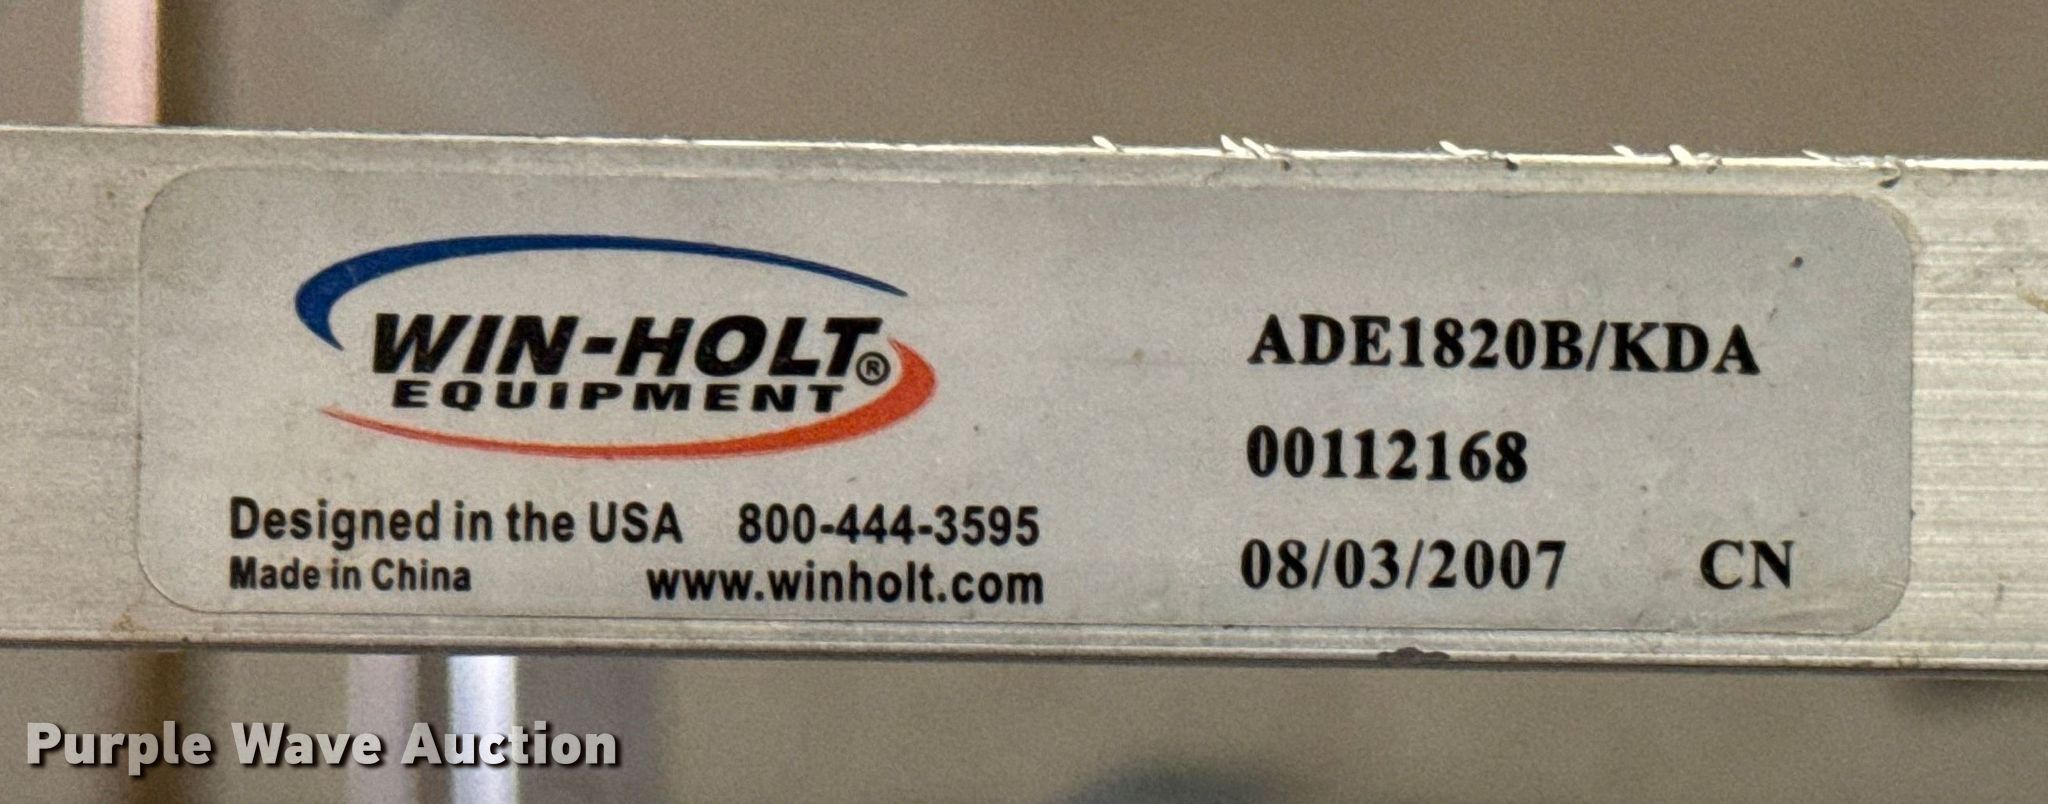 WIN-HOLT®
EQUIPMENT
Designed in the USA 800-444-3595
Made in China www.winholt.com
ADE1820B/KDA
00112168
08/03/2007 CN
Purple Wave Auction